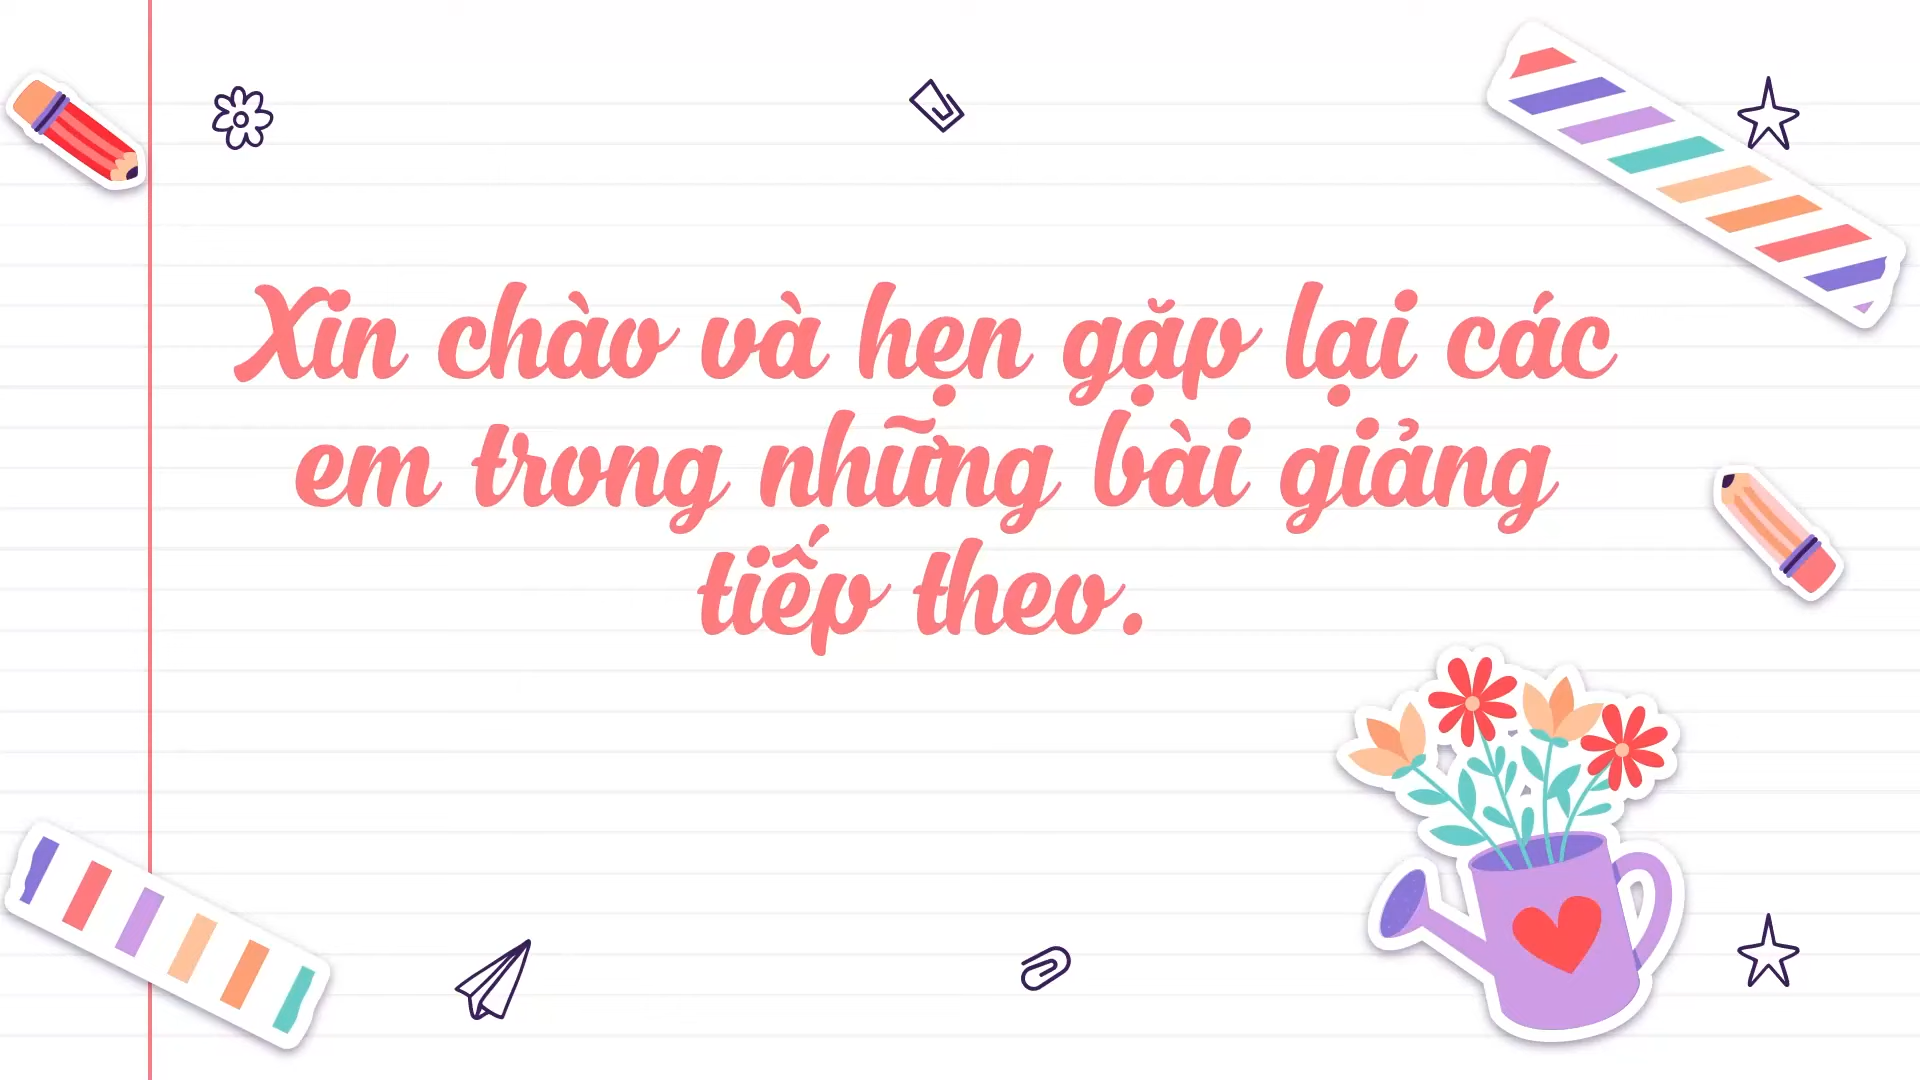 Xin chào và hẹn gặp lại các
em trong những bài giảng
tiếp theo.